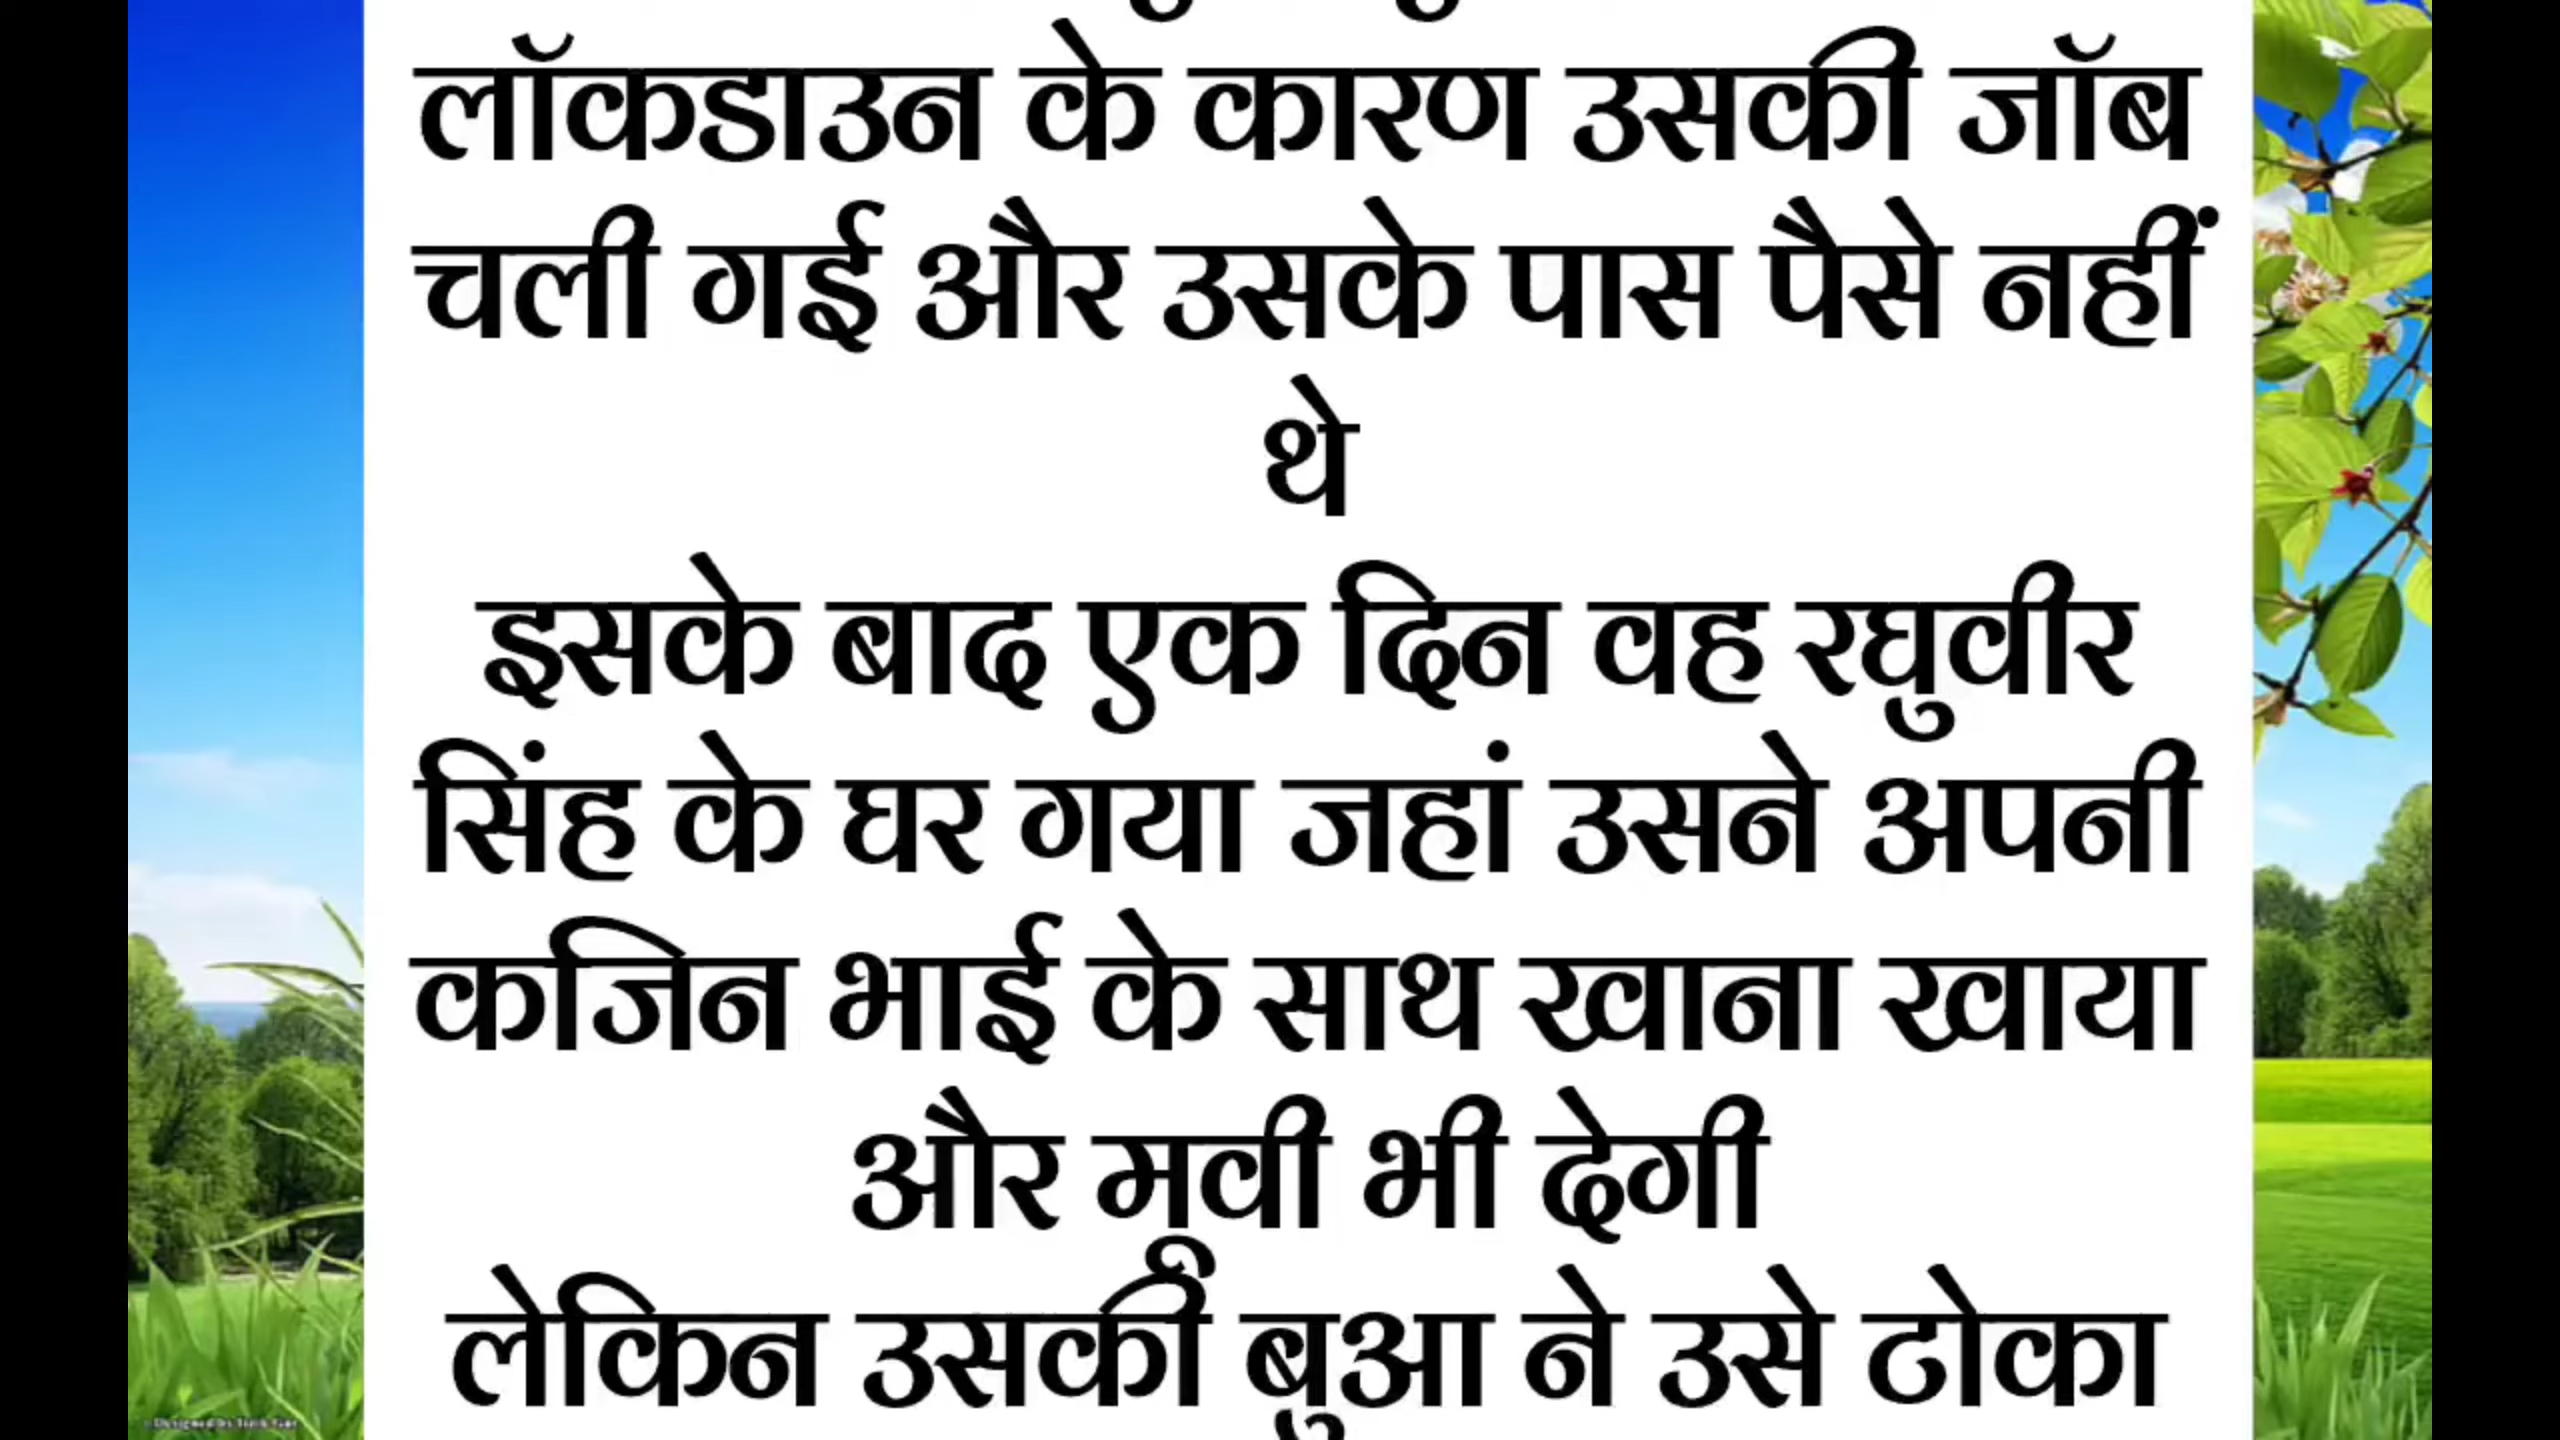 लॉकडाउन के कारण उसकी जॉब
चली गई और उसके पास पैसे नहीं
थे
इसके बाद एक दिन वह रघुवीर
सिंह के घर गया जहां उसने अपनी
कजिन भाई के साथ खाना खाया
और मूवी भी देगी
लेकिन उसकी बुआ ने उसे टोका